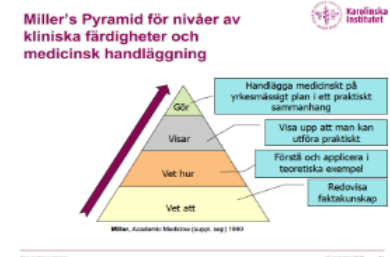 Miller's Pyramid för nivåer av
kliniska färdigheter och
medicinsk handläggning
Karolinska
Institutet
Gör
Visar
Vet hur
Vet att
Handlägga medicinskt på
yrkesmässigt plan i ett praktiskt
sammanhang
Visa upp att man kan
utföra praktiskt
Förstå och applicera i
teoretiska exempel
Redovisa
faktakunskap
Miller, Academic Medicine (suppl, sep) 1990